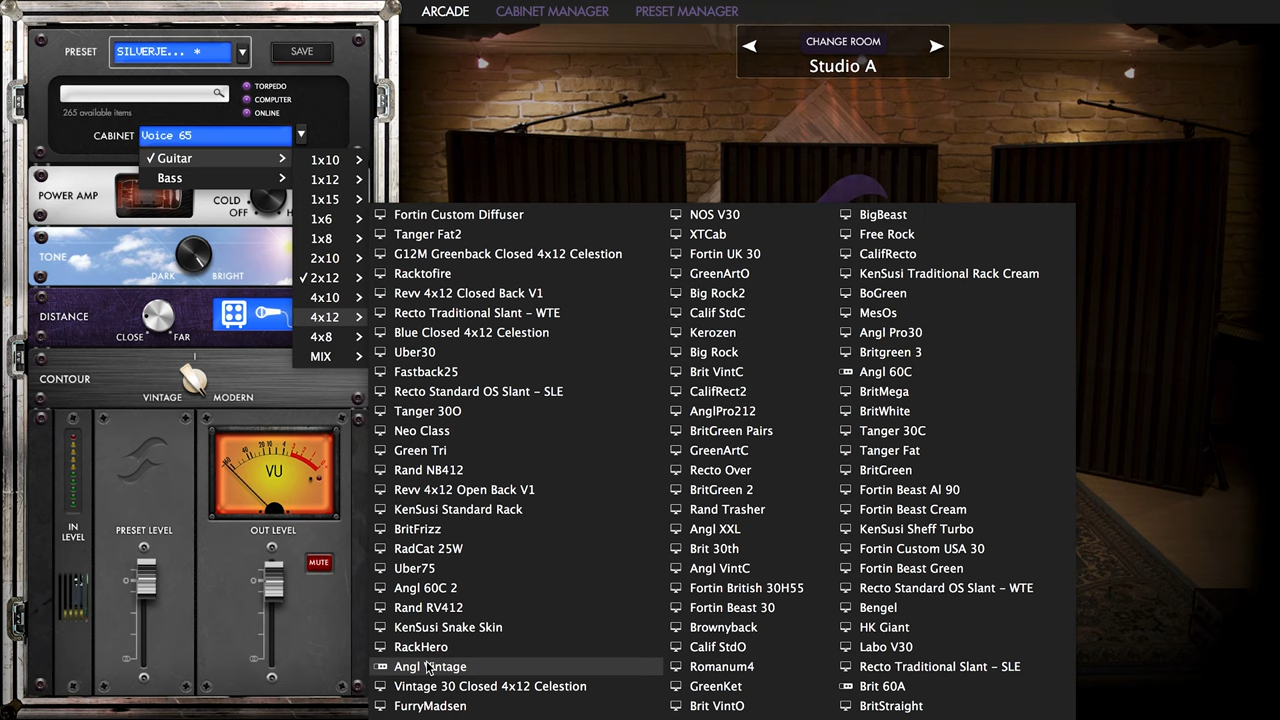 ARCADE CABINET MANAGER PRESET MANAGER
PRESET SILVERJE... * SAVE
CHANGE ROOM
Studio A
TORPEDO
COMPUTER
ONLINE
265 available items
CABINET Voice 65
✓ Guitar
Bass
1x10
1x12
1x15
1x6
1x8
2x10
✓ 2x12
4x10
4x12
4x8
MIX
POWER AMP COLD
OFF H
TONE DARK BRIGHT
DISTANCE CLOSE FAR
CONTOUR VINTAGE MODERN
IN LEVEL
PRESET LEVEL
VU
OUT LEVEL
MUTE
Fortin Custom Diffuser
Tanger Fat2
G12M Greenback Closed 4x12 Celestion
Racktofire
Revv 4x12 Closed Back V1
Recto Traditional Slant - WTE
Blue Closed 4x12 Celestion
Uber30
Fastback25
Recto Standard OS Slant - SLE
Tanger 30O
Neo Class
Green Tri
Rand NB412
Revv 4x12 Open Back V1
KenSusi Standard Rack
BritFrizz
RadCat 25W
Uber75
Angl 60C 2
Rand RV412
KenSusi Snake Skin
RackHero
Angl Vintage
Vintage 30 Closed 4x12 Celestion
FurryMadsen
NOS V30
XTCab
Fortin UK 30
GreenArtO
Big Rock2
Calif StdC
Kerozen
Big Rock
Brit VintC
CalifRect2
AnglPro212
BritGreen Pairs
GreenArtC
Recto Over
BritGreen 2
Rand Trasher
Angl XXL
Brit 30th
Angl VintC
Fortin British 30H55
Fortin Beast 30
Brownyback
Calif StdO
Romanum4
GreenKet
Brit VintO
BigBeast
Free Rock
CalifRecto
KenSusi Traditional Rack Cream
BoGreen
MesOs
Angl Pro30
Britgreen 3
Angl 60C
BritMega
BritWhite
Tanger 30C
Tanger Fat
BritGreen
Fortin Beast Al 90
Fortin Beast Cream
KenSusi Sheff Turbo
Fortin Custom USA 30
Fortin Beast Green
Recto Standard OS Slant - WTE
Bengel
HK Giant
Labo V30
Recto Traditional Slant - SLE
Brit 60A
BritStraight